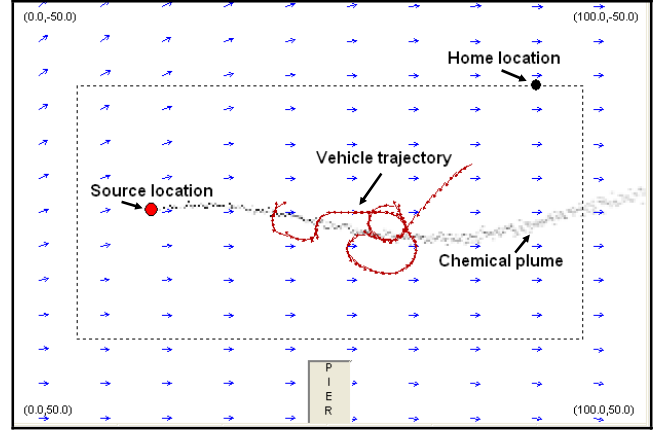 (0.0,-50.0)
(100.0,-50.0)
Home location
Vehicle trajectory
Source location
Chemical plume
P
I
E
R
(0.0,50.0)
(100.0,50.0)